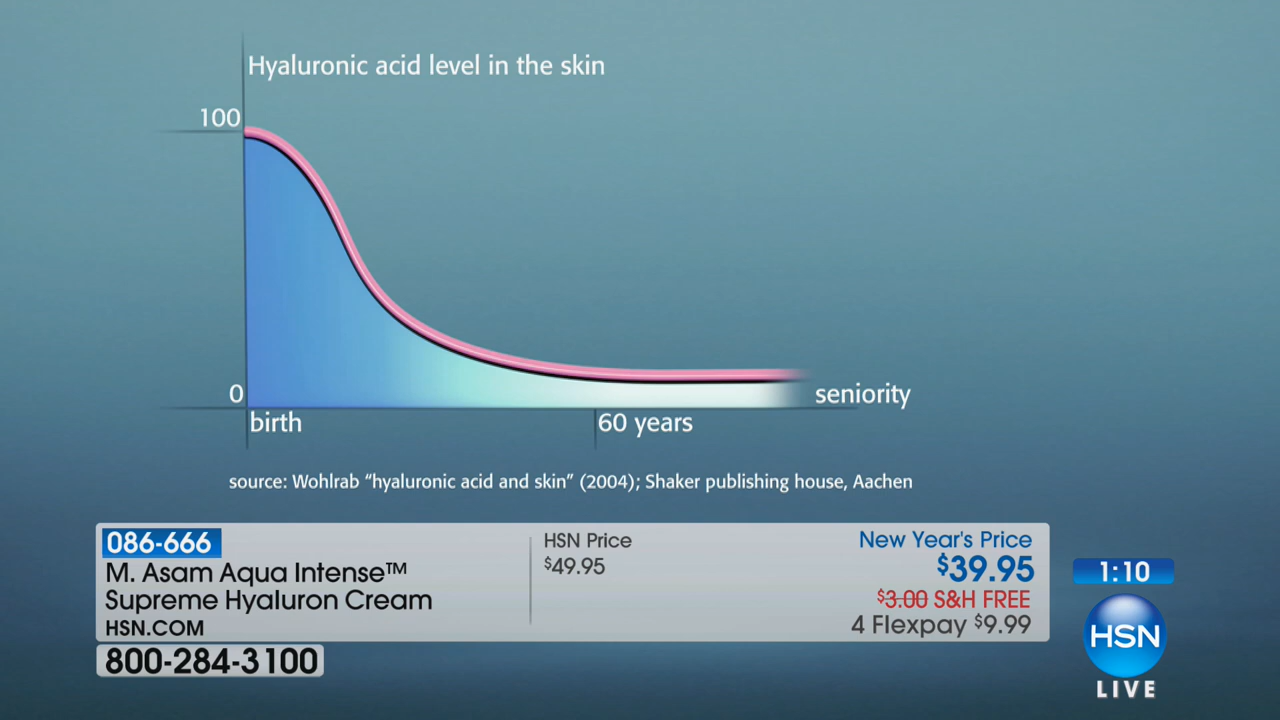 Hyaluronic acid level in the skin
100
0
seniority
birth
60 years
source: Wohlrab “hyaluronic acid and skin” (2004); Shaker publishing house, Aachen
086-666
M. Asam Aqua Intense™
Supreme Hyaluron Cream
HSN.COM
800-284-3100
HSN Price
$49.95
New Year's Price
$39.95
$3.00 S&H FREE
4 Flexpay $9.99
1:10
HSN
LIVE